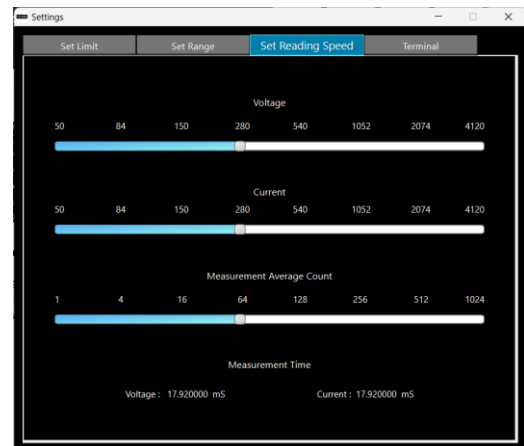 Settings
Set Limit Set Range Set Reading Speed Terminal
Voltage
50 84 150 280 540 1052 2074 4120
Current
50 84 150 280 540 1052 2074 4120
Measurement Average Count
1 4 16 64 128 256 512 1024
Measurement Time
Voltage : 17.920000 mS Current : 17.920000 mS